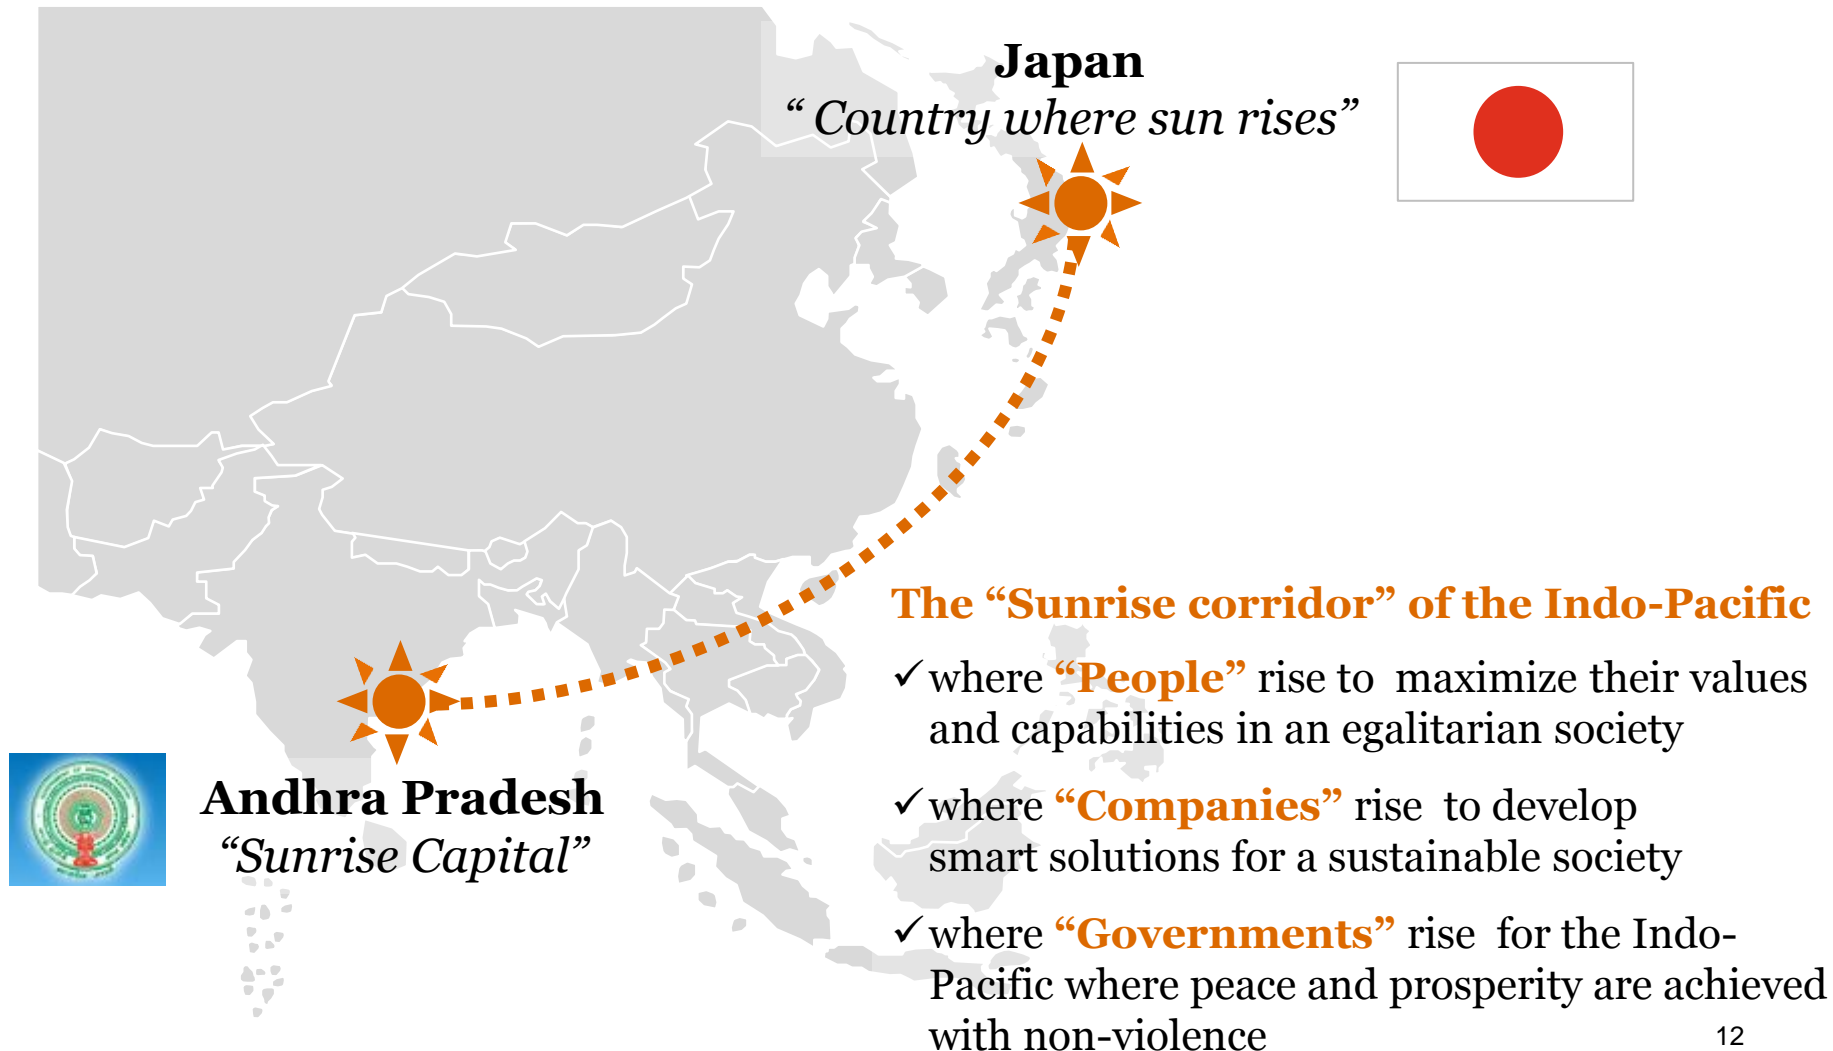 Japan
“ Country where sun rises”
The “Sunrise corridor” of the Indo-Pacific
✓ where “People” rise to maximize their values
and capabilities in an egalitarian society
Andhra Pradesh
“Sunrise Capital”
✓ where “Companies” rise to develop
smart solutions for a sustainable society
✓ where “Governments” rise for the Indo-
Pacific where peace and prosperity are achieved
with non-violence
12